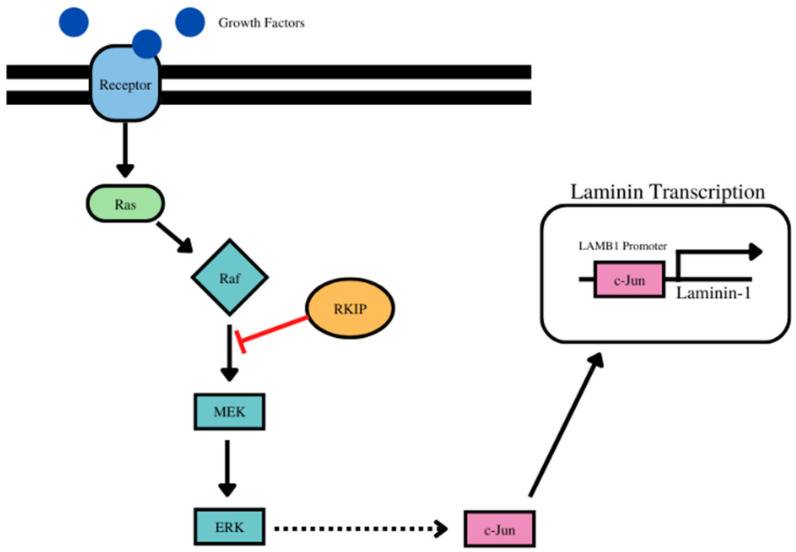 Growth Factors
Receptor
Ras
Raf
RKIP
MEK
ERK
c-Jun
Laminin Transcription
LAMB1 Promoter
c-Jun
Laminin-1